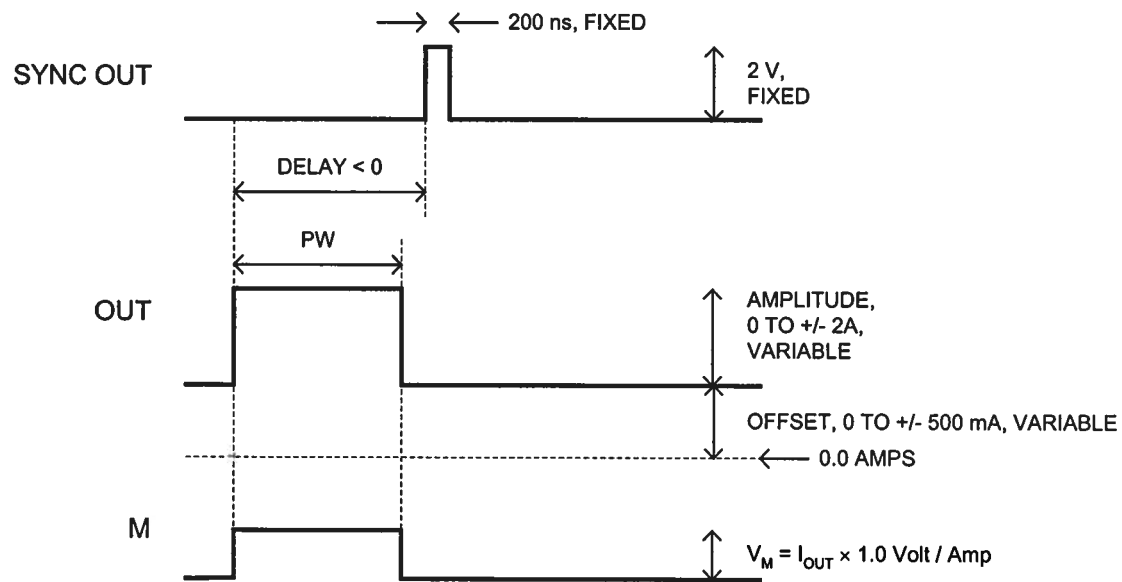 200 ns, FIXED
SYNC OUT
2 V,
FIXED
DELAY < 0
PW
OUT
AMPLITUDE,
0 TO +/- 2A,
VARIABLE
OFFSET, 0 TO +/- 500 mA, VARIABLE
0.0 AMPS
M
V_M = I_OUT × 1.0 Volt / Amp